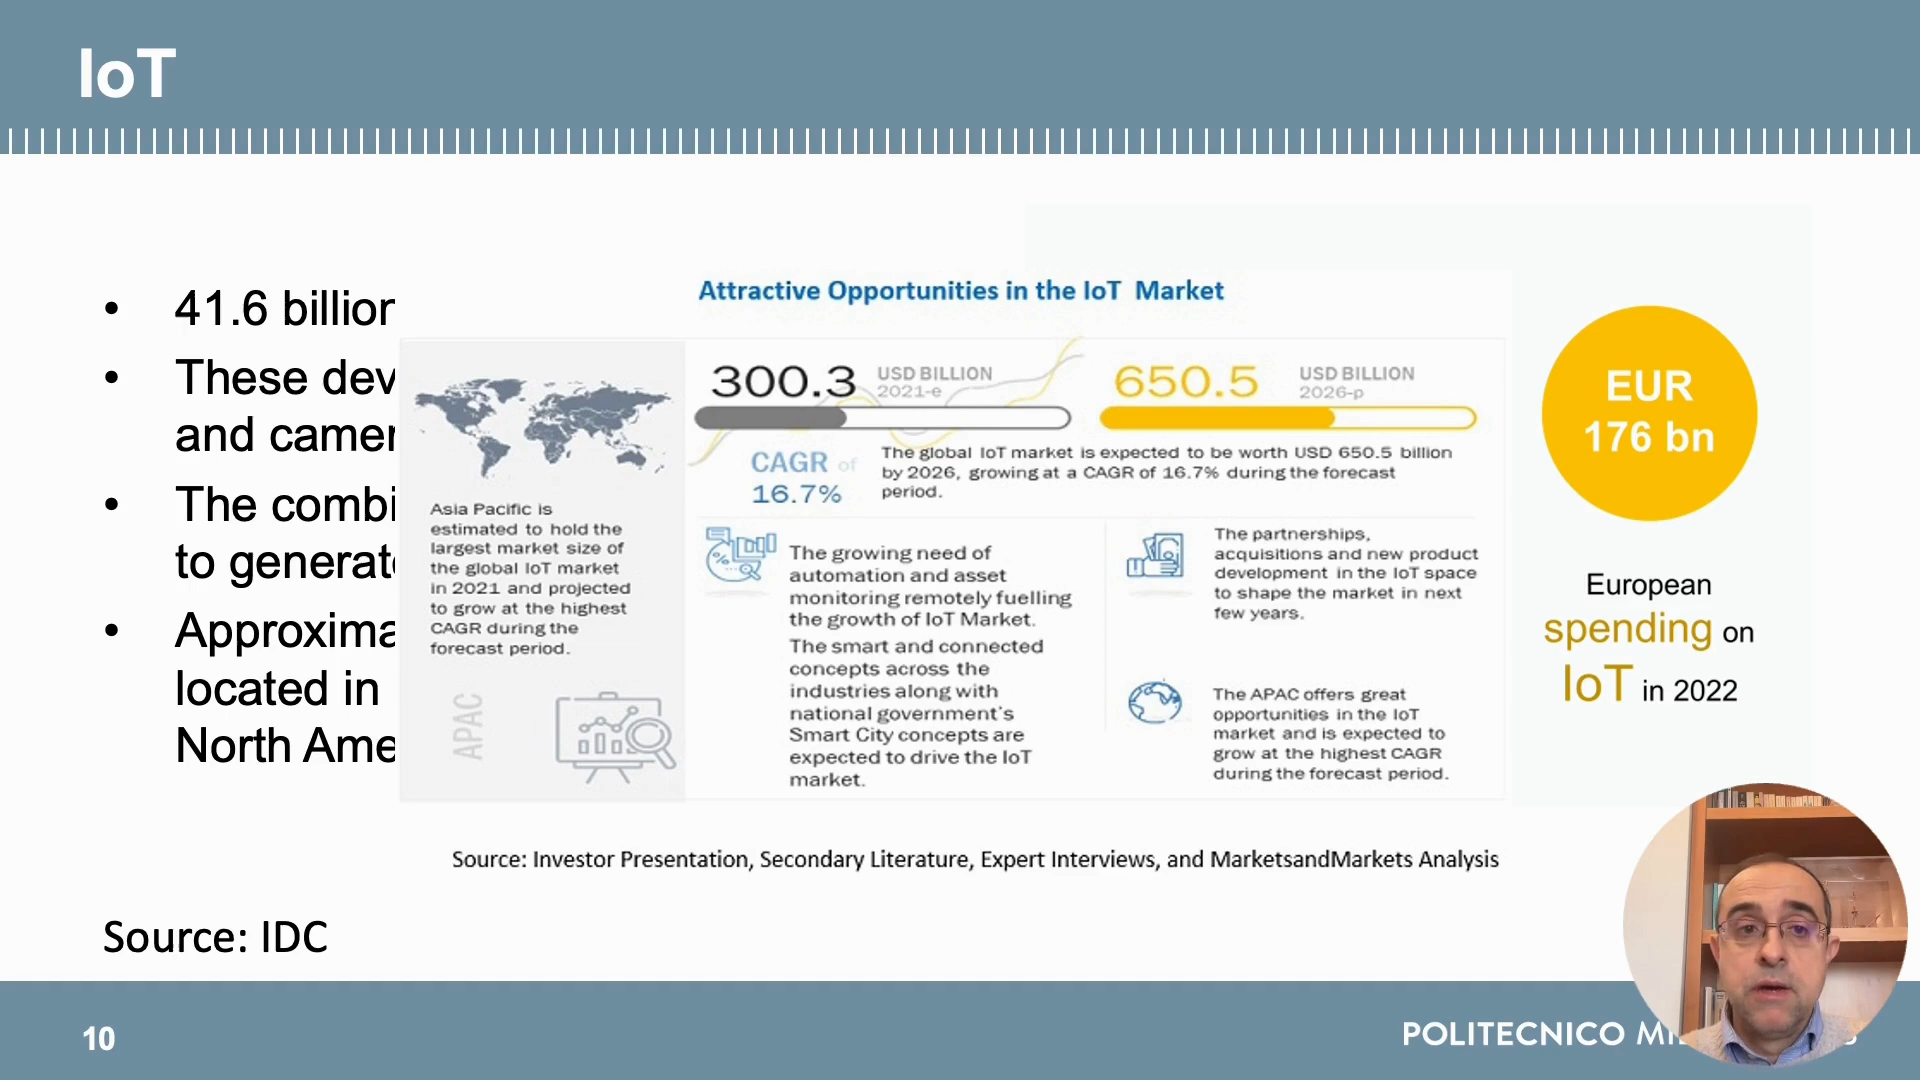 IoT
41.6 billion
These dev
and camer
The combi
to generat
Approxima
located in
North Ame
Source: IDC
Attractive Opportunities in the IoT Market
Asia Pacific is
estimated to hold the
largest market size of
the global IoT market
in 2021 and projected
to grow at the highest
CAGR during the
forecast period.
APAC
300.3 USD BILLION
2021-e
650.5 USD BILLION
2026-p
CAGR of
16.7%
The global IoT market is expected to be worth USD 650.5 billion
by 2026, growing at a CAGR of 16.7% during the forecast
period.
The growing need of
automation and asset
monitoring remotely fuelling
the growth of IoT Market.
The smart and connected
concepts across the
industries along with
national government's
Smart City concepts are
expected to drive the IoT
market.
The partnerships,
acquisitions and new product
development in the IoT space
to shape the market in next
few years.
The APAC offers great
opportunities in the IoT
market and is expected to
grow at the highest CAGR
during the forecast period.
Source: Investor Presentation, Secondary Literature, Expert Interviews, and MarketsandMarkets Analysis
EUR
176 bn
European
spending on
IoT in 2022
10
POLITECNICO